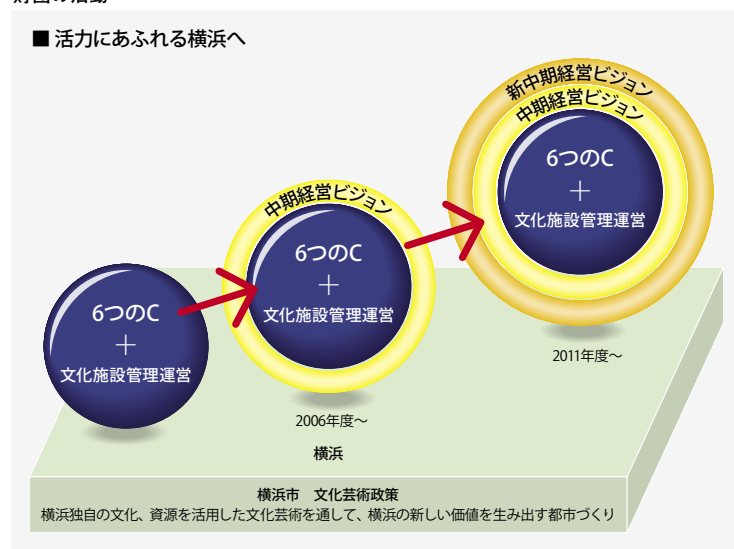 ■ 活力にあふれる横浜へ
新中期経営ビジョン
中期経営ビジョン
6つのC
＋
文化施設管理運営
2011年度～
中期経営ビジョン
6つのC
＋
文化施設管理運営
2006年度～
6つのC
＋
文化施設管理運営
横浜
横浜市　文化芸術政策
横浜独自の文化、資源を活用した文化芸術を通して、横浜の新しい価値を生み出す都市づくり